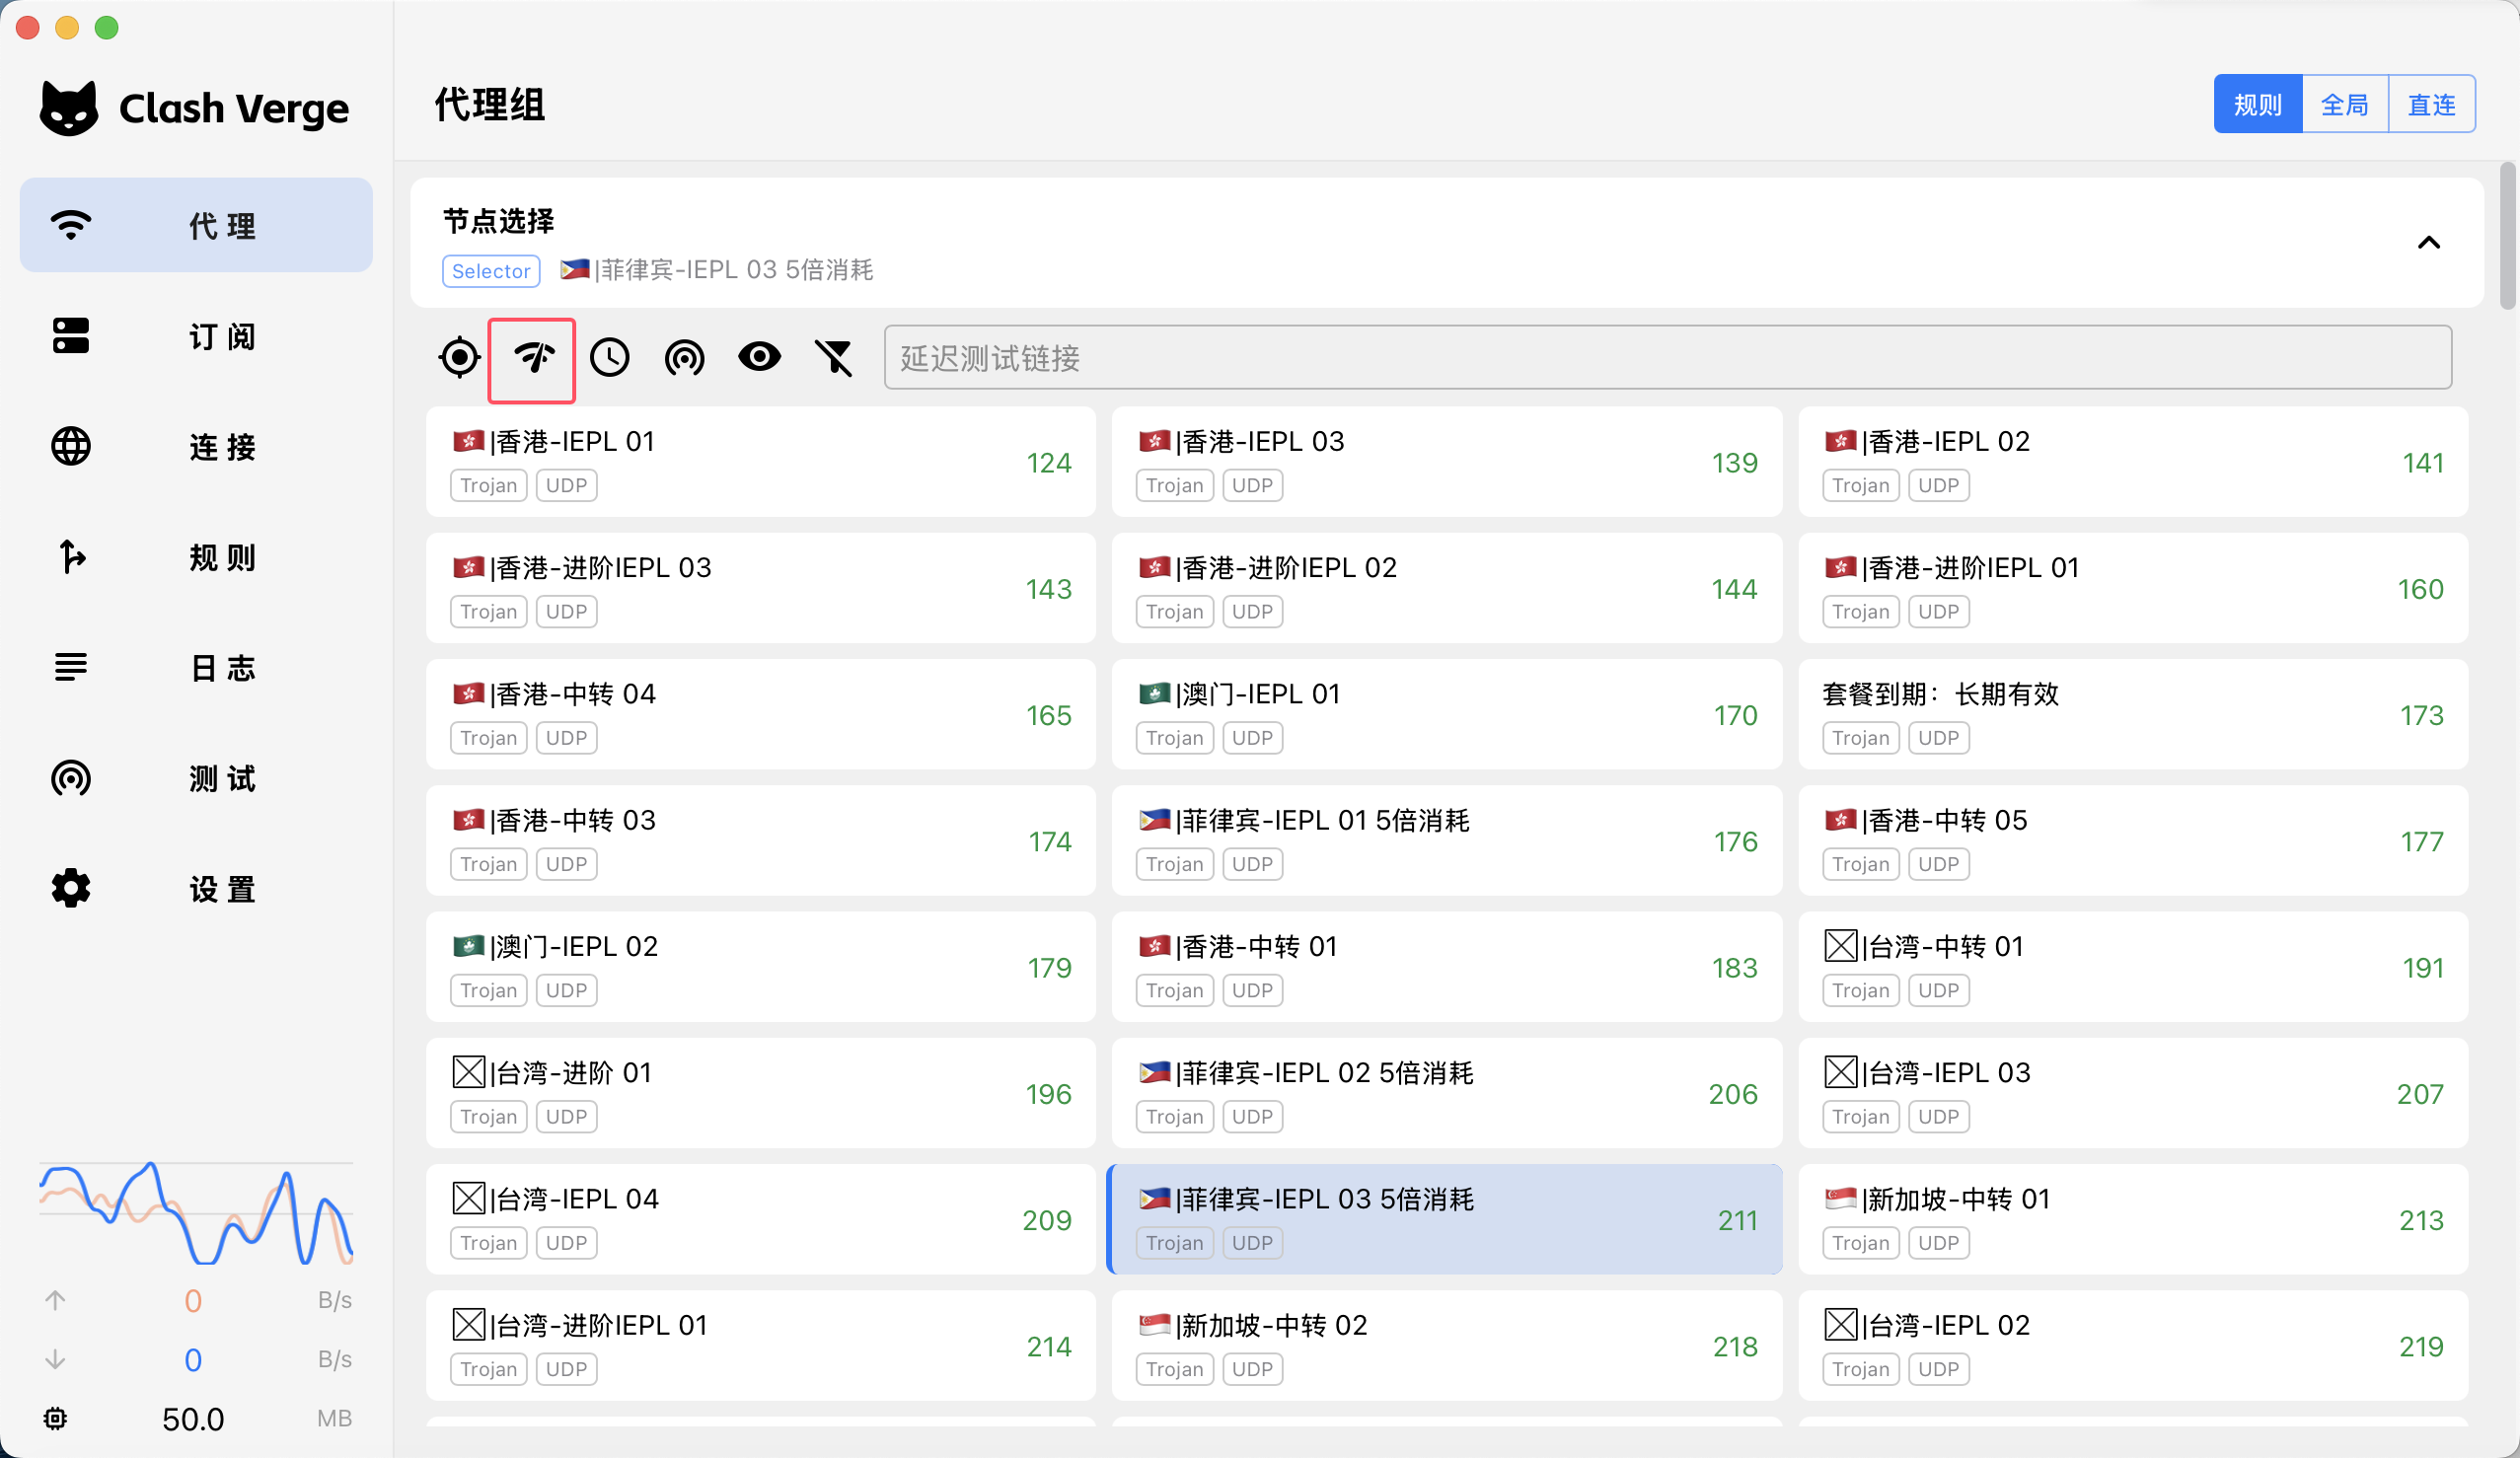 Clash Verge
代理
订阅
连接
规则
日志
测试
设置
0 B/s
0 B/s
50.0 MB
代理组
规则 全局 直连
节点选择
Selector 🇵🇭|菲律宾-IEPL 03 5倍消耗
延迟测试链接
🇭🇰|香港-IEPL 01
Trojan UDP
124
🇭🇰|香港-IEPL 03
Trojan UDP
139
🇭🇰|香港-IEPL 02
Trojan UDP
141
🇭🇰|香港-进阶IEPL 03
Trojan UDP
143
🇭🇰|香港-进阶IEPL 02
Trojan UDP
144
🇭🇰|香港-进阶IEPL 01
Trojan UDP
160
🇭🇰|香港-中转 04
Trojan UDP
165
🇲🇴|澳门-IEPL 01
Trojan UDP
170
套餐到期：长期有效
Trojan UDP
173
🇭🇰|香港-中转 03
Trojan UDP
174
🇵🇭|菲律宾-IEPL 01 5倍消耗
Trojan UDP
176
🇭🇰|香港-中转 05
Trojan UDP
177
🇲🇴|澳门-IEPL 02
Trojan UDP
179
🇭🇰|香港-中转 01
Trojan UDP
183
|台湾-中转 01
Trojan UDP
191
|台湾-进阶 01
Trojan UDP
196
🇵🇭|菲律宾-IEPL 02 5倍消耗
Trojan UDP
206
|台湾-IEPL 03
Trojan UDP
207
|台湾-IEPL 04
Trojan UDP
209
🇵🇭|菲律宾-IEPL 03 5倍消耗
Trojan UDP
211
🇸🇬|新加坡-中转 01
Trojan UDP
213
|台湾-进阶IEPL 01
Trojan UDP
214
🇸🇬|新加坡-中转 02
Trojan UDP
218
|台湾-IEPL 02
Trojan UDP
219